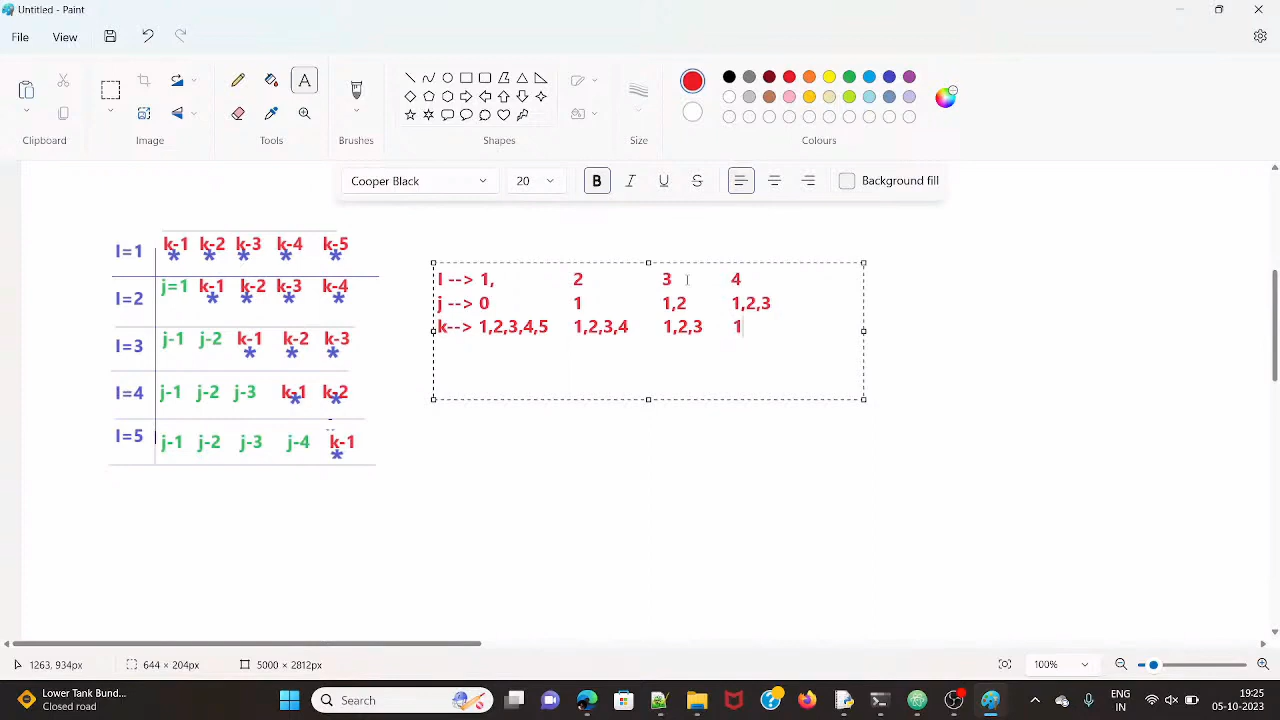 Untitled - Paint
File View
Clipboard Image Tools Brushes Shapes Size Colours
Cooper Black 20 B I U S Background fill
I=1 k-1 k-2 k-3 k-4 k-5
* * * * *
I=2 j=1 k-1 k-2 k-3 k-4
* * * *
I=3 j-1 j-2 k-1 k-2 k-3
* * *
I=4 j-1 j-2 j-3 k-1 k-2
* *
I=5 j-1 j-2 j-3 j-4 k-1
*
I --> 1, 2 3 4
j --> 0 1 1,2 1,2,3
k--> 1,2,3,4,5 1,2,3,4 1,2,3 1
1263, 934px 644 × 204px 5000 × 2812px 100%
Lower Tank Bund...
Closed road
Search
ENG
IN
19:25
05-10-2023